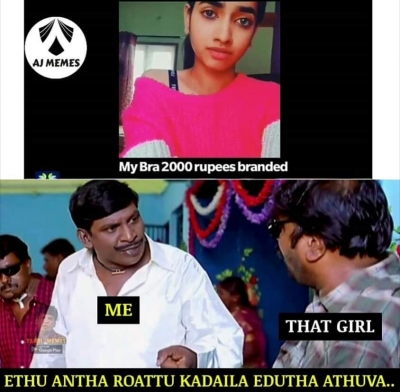 AJ MEMES
My Bra 2000 rupees branded
ME
THAT GIRL
ETHU ANTHA ROATTU KADAILA EDUTHA ATHUVA..